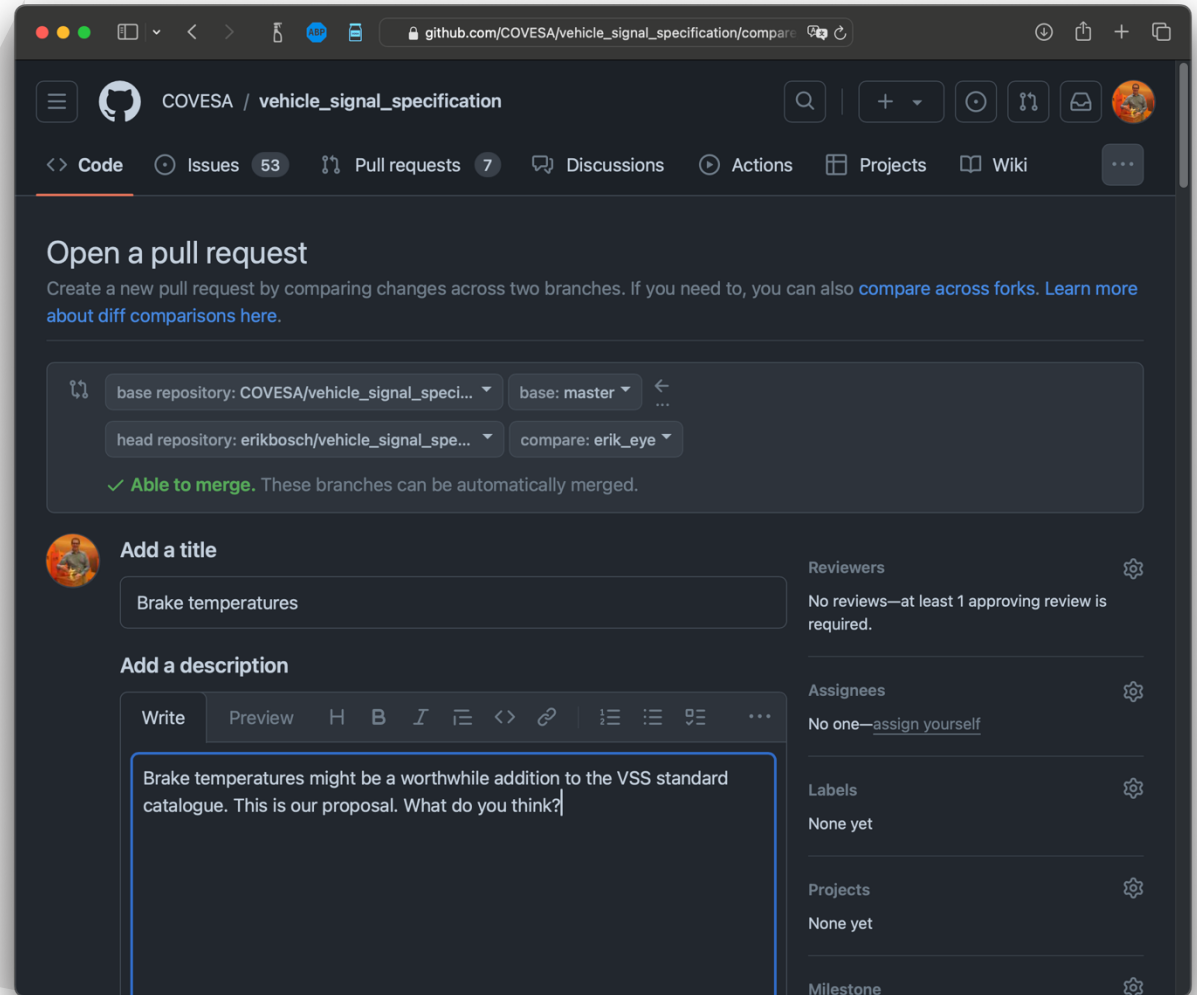 ABP
github.com/COVESA/vehicle_signal_specification/compare
COVESA / vehicle_signal_specification
Code
Issues 53
Pull requests 7
Discussions
Actions
Projects
Wiki
Open a pull request
Create a new pull request by comparing changes across two branches. If you need to, you can also compare across forks. Learn more
about diff comparisons here.
base repository: COVESA/vehicle_signal_speci...
base: master
head repository: erikbosch/vehicle_signal_spe...
compare: erik_eye
Able to merge. These branches can be automatically merged.
Add a title
Brake temperatures
Add a description
Write
Preview
Brake temperatures might be a worthwhile addition to the VSS standard
catalogue. This is our proposal. What do you think?
Reviewers
No reviews—at least 1 approving review is
required.
Assignees
No one—assign yourself
Labels
None yet
Projects
None yet
Milestone